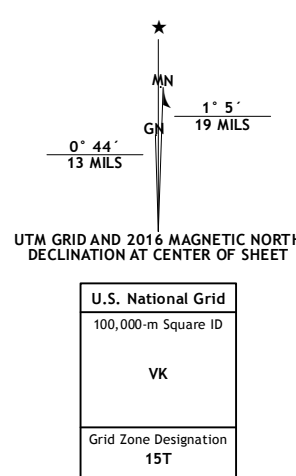 ★
MN
1° 5´
19 MILS
GN
0° 44´
13 MILS
UTM GRID AND 2016 MAGNETIC NORTH
DECLINATION AT CENTER OF SHEET
U.S. National Grid
100,000-m Square ID
VK
Grid Zone Designation
15T